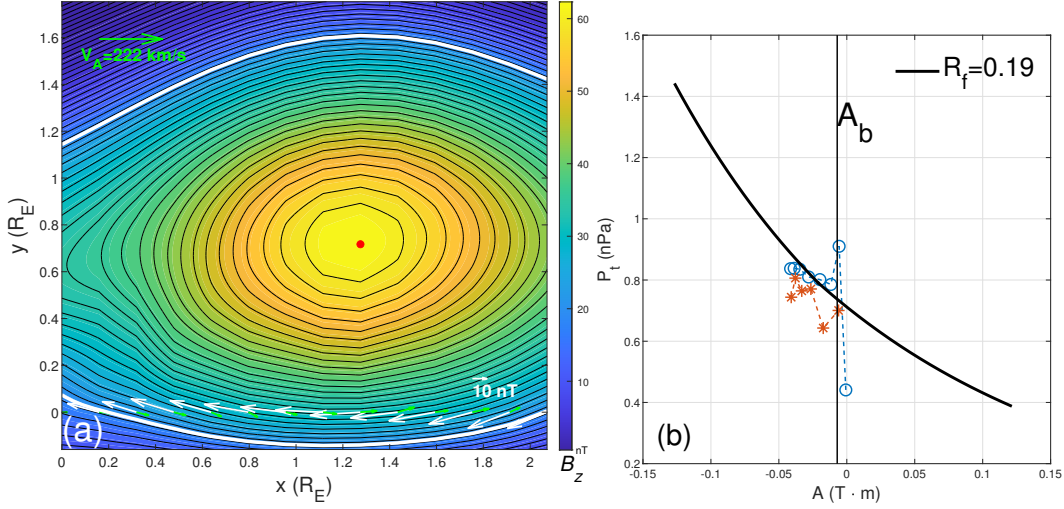 V_A=222 km/s
10 nT
(a)
1.6
1.4
1.2
1
0.8
0.6
0.4
0.2
0
y (R_E)
0 0.2 0.4 0.6 0.8 1 1.2 1.4 1.6 1.8 2
x (R_E)
60
50
40
30
20
10
nT
B_z
R_f=0.19
A_b
(b)
1.6
1.4
1.2
1
0.8
0.6
0.4
0.2
P_t (nPa)
-0.15 -0.1 -0.05 0 0.05 0.1 0.15
A (T · m)